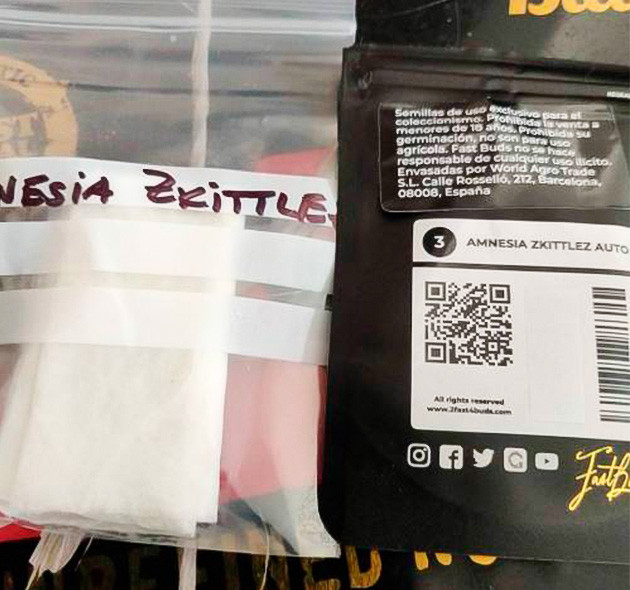 NESIA ZKITTLE
Semillas de uso exclusivo para el
coleccionismo. Prohibida la venta a
menores de 18 años. Prohibida su
germinación, no son para uso
agrícola. Fast Buds no se hace
responsable de cualquier uso ilícito.
Envasadas por World Agro Trade
S.L. Calle Rosselló, 212, Barcelona,
08008, España
3 AMNESIA ZKITTLEZ AUTO
All rights reserved
www.2fast4buds.com
FastB